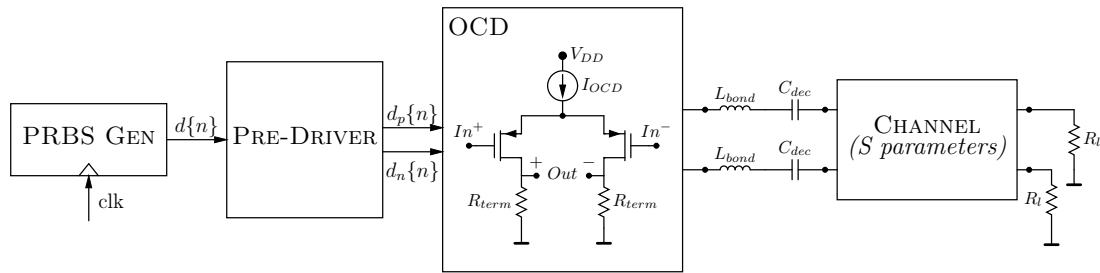 PRBS GEN
clk
d{n}
PRE-DRIVER
d_p{n}
d_n{n}
OCD
V_DD
I_OCD
In^+
In^-
+ Out −
R_term
R_term
L_bond
C_dec
L_bond
C_dec
CHANNEL
(S parameters)
R_l
R_l